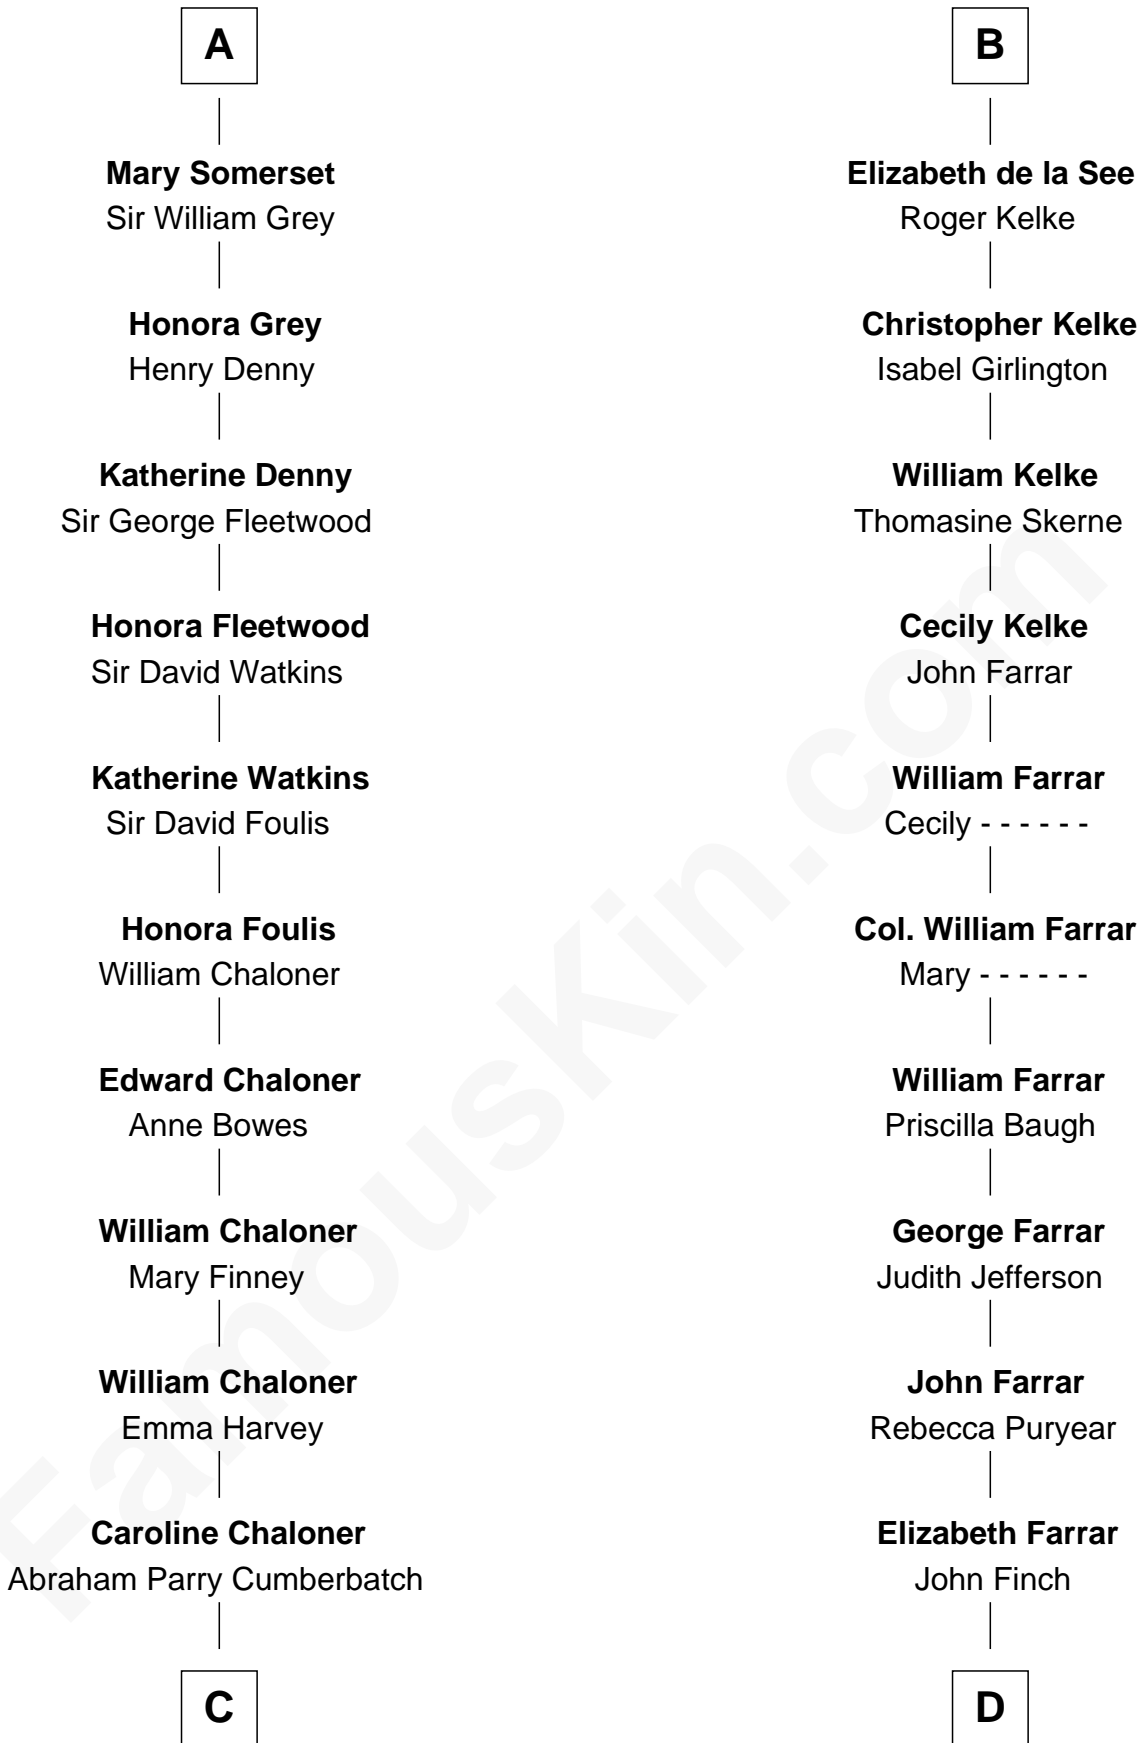 A
Mary Somerset
Sir William Grey
Honora Grey
Henry Denny
Katherine Denny
Sir George Fleetwood
Honora Fleetwood
Sir David Watkins
Katherine Watkins
Sir David Foulis
Honora Foulis
William Chaloner
Edward Chaloner
Anne Bowes
William Chaloner
Mary Finney
William Chaloner
Emma Harvey
Caroline Chaloner
Abraham Parry Cumberbatch
C
B
Elizabeth de la See
Roger Kelke
Christopher Kelke
Isabel Girlington
William Kelke
Thomasine Skerne
Cecily Kelke
John Farrar
William Farrar
Cecily - - - - - -
Col. William Farrar
Mary - - - - - -
William Farrar
Priscilla Baugh
George Farrar
Judith Jefferson
John Farrar
Rebecca Puryear
Elizabeth Farrar
John Finch
D
FamousKin.com